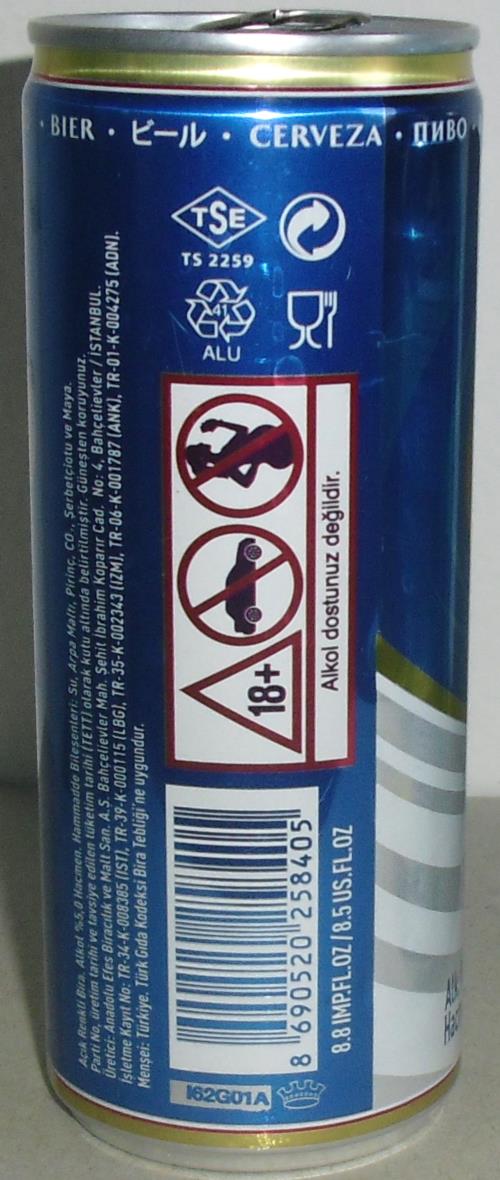 · BIER · ビール · CERVEZA · ПИВО
TSE
TS 2259
41
ALU
Açık Renkli Bira. Alkol %5,0 Hacmen. Hammadde Bileşenleri: Su, Arpa Maltı, Pirinç, CO₂, Şerbetçiotu ve Maya.
Parti No, üretim tarihi ve tavsiye edilen tüketim tarihi (TETT) olarak kutu altında belirtilmiştir. Güneşten koruyunuz.
Üretici: Anadolu Efes Biracılık ve Malt San. A.Ş. Bahçelievler Mah. Şehit İbrahim Koparır Cad. No: 4, Bahçelievler / İSTANBUL.
İşletme Kayıt No: TR-34-K-008385 (İST), TR-39-K-000115 (LBG), TR-35-K-002343 (İZM), TR-06-K-001787 (ANK), TR-01-K-004275 (ADN).
Menşei: Türkiye. Türk Gıda Kodeksi Bira Tebliği'ne uygundur.
18+
Alkol dostunuz değildir.
8 690520 258405
8.8 IMP.FL.OZ / 8.5 US.FL.OZ
I62G01A